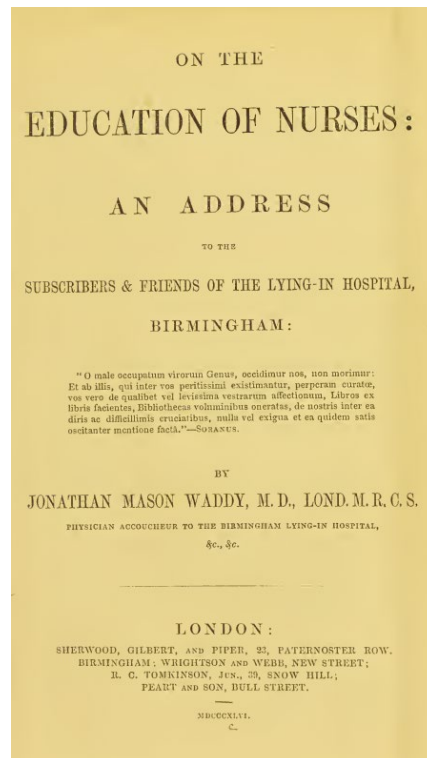 ON THE
EDUCATION OF NURSES:
AN ADDRESS
TO THE
SUBSCRIBERS & FRIENDS OF THE LYING-IN HOSPITAL,
BIRMINGHAM:
"O male occupatum virorum Genus, occidimur nos, non morimur:
Et ab illis, qui inter vos peritissimi existimantur, perperam curatæ,
vos vero de qualibet vel levissima vestrarum affectionum, Libros ex
libris facientes, Bibliothecas voluminibus oneratas, de nostris inter ea
diris ac difficillimis cruciatibus, nulla vel exigua et ea quidem satis
oscitanter mentione factâ."—SORANUS.
BY
JONATHAN MASON WADDY, M.D., LOND. M.R.C.S.
PHYSICIAN ACCOUCHEUR TO THE BIRMINGHAM LYING-IN HOSPITAL,
&c., &c.
LONDON:
SHERWOOD, GILBERT, AND PIPER, 23, PATERNOSTER ROW.
BIRMINGHAM; WRIGHTSON AND WEBB, NEW STREET;
R. C. TOMKINSON, JUN., 39, SNOW HILL;
PEART AND SON, BULL STREET.
MDCCCXLVI.
C